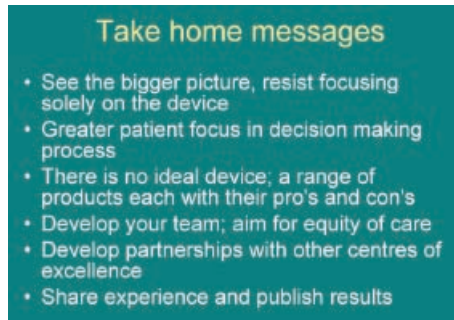 Take home messages
• See the bigger picture, resist focusing
solely on the device
• Greater patient focus in decision making
process
• There is no ideal device; a range of
products each with their pro's and con's
• Develop your team; aim for equity of care
• Develop partnerships with other centres of
excellence
• Share experience and publish results